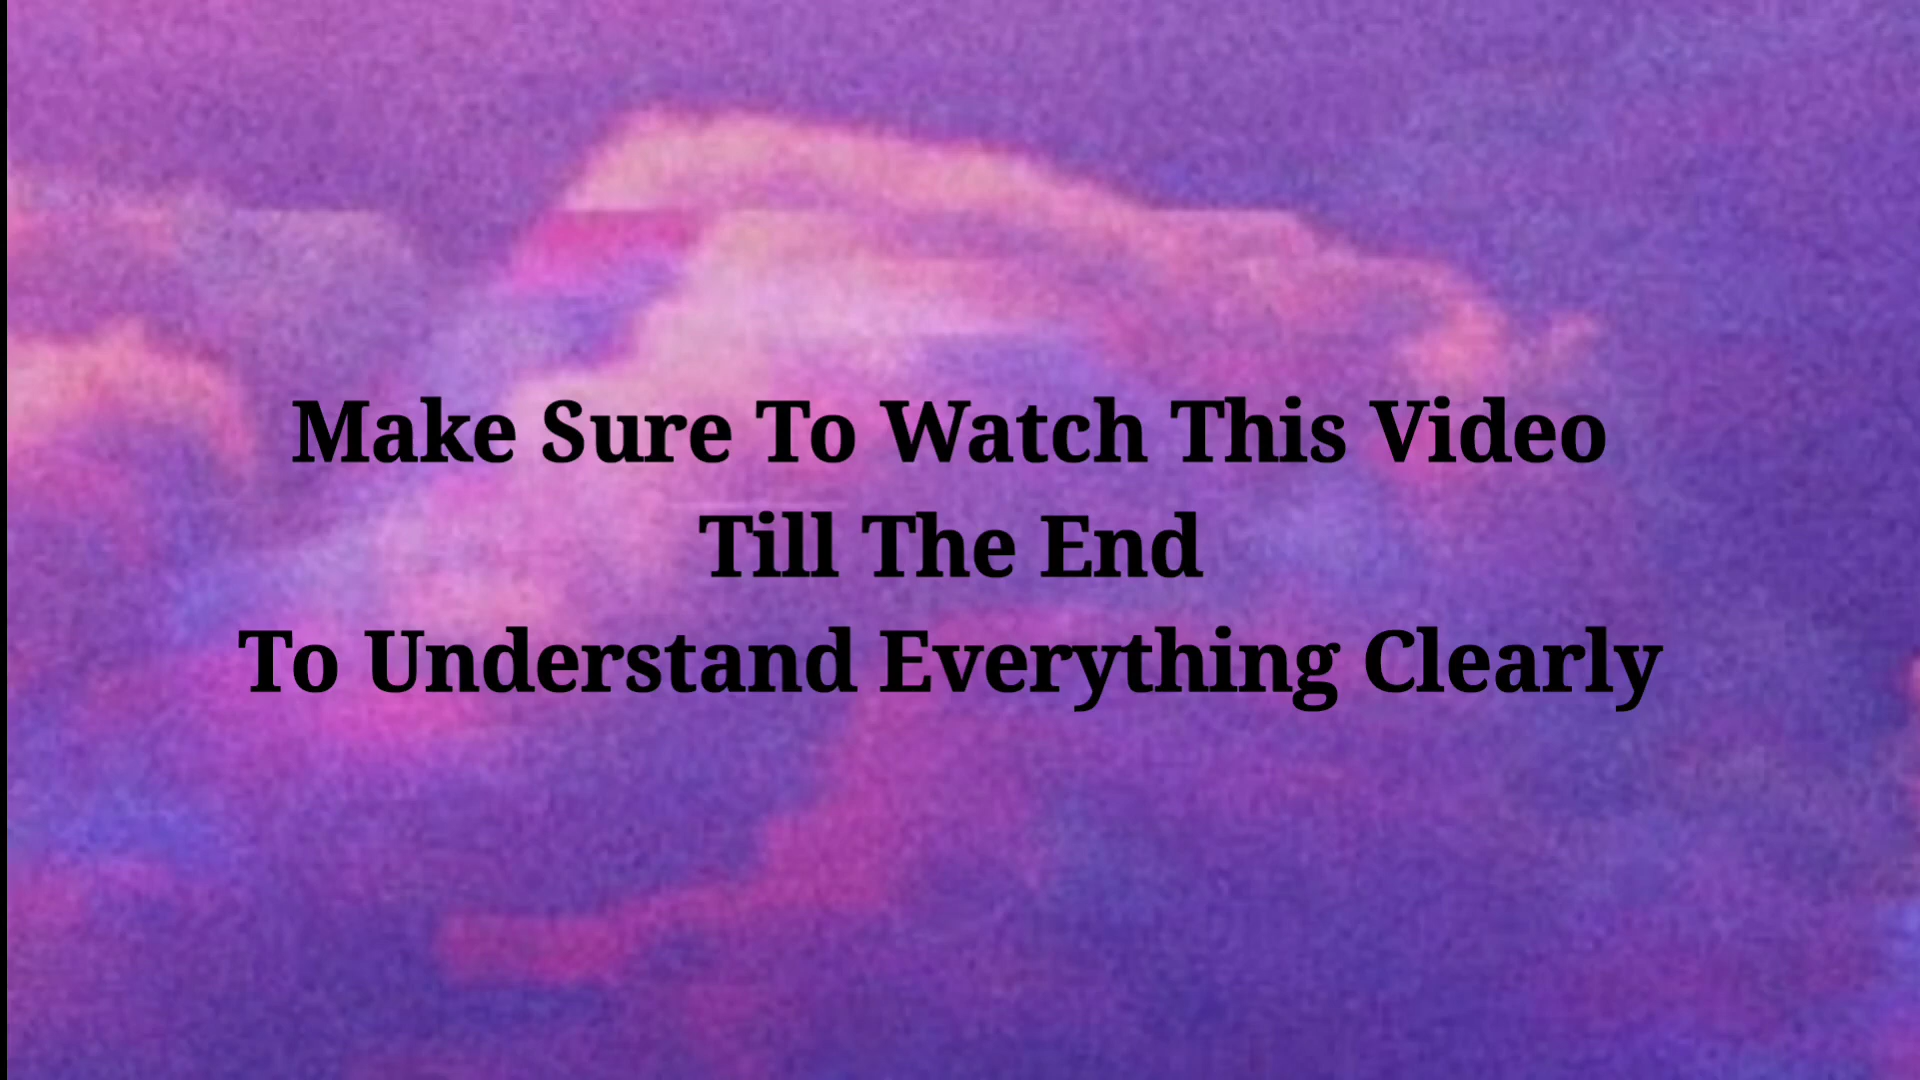 Make Sure To Watch This Video
Till The End
To Understand Everything Clearly